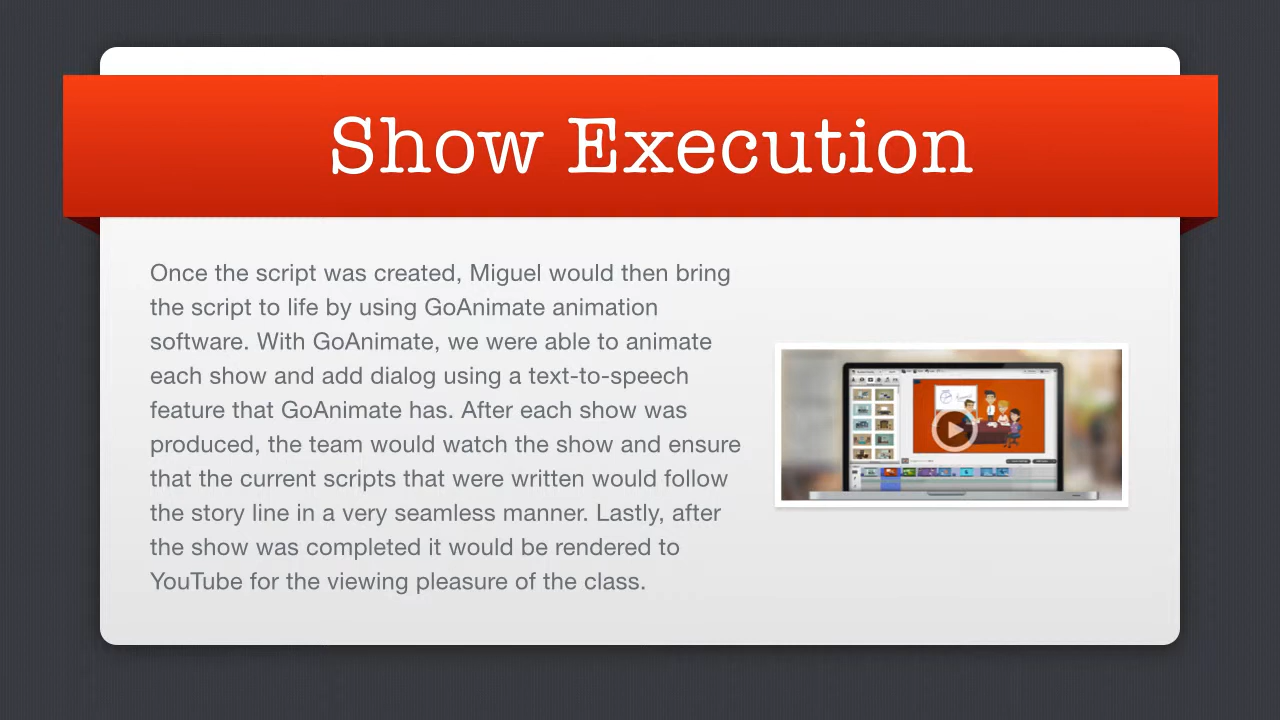 Show Execution
Once the script was created, Miguel would then bring
the script to life by using GoAnimate animation
software. With GoAnimate, we were able to animate
each show and add dialog using a text-to-speech
feature that GoAnimate has. After each show was
produced, the team would watch the show and ensure
that the current scripts that were written would follow
the story line in a very seamless manner. Lastly, after
the show was completed it would be rendered to
YouTube for the viewing pleasure of the class.